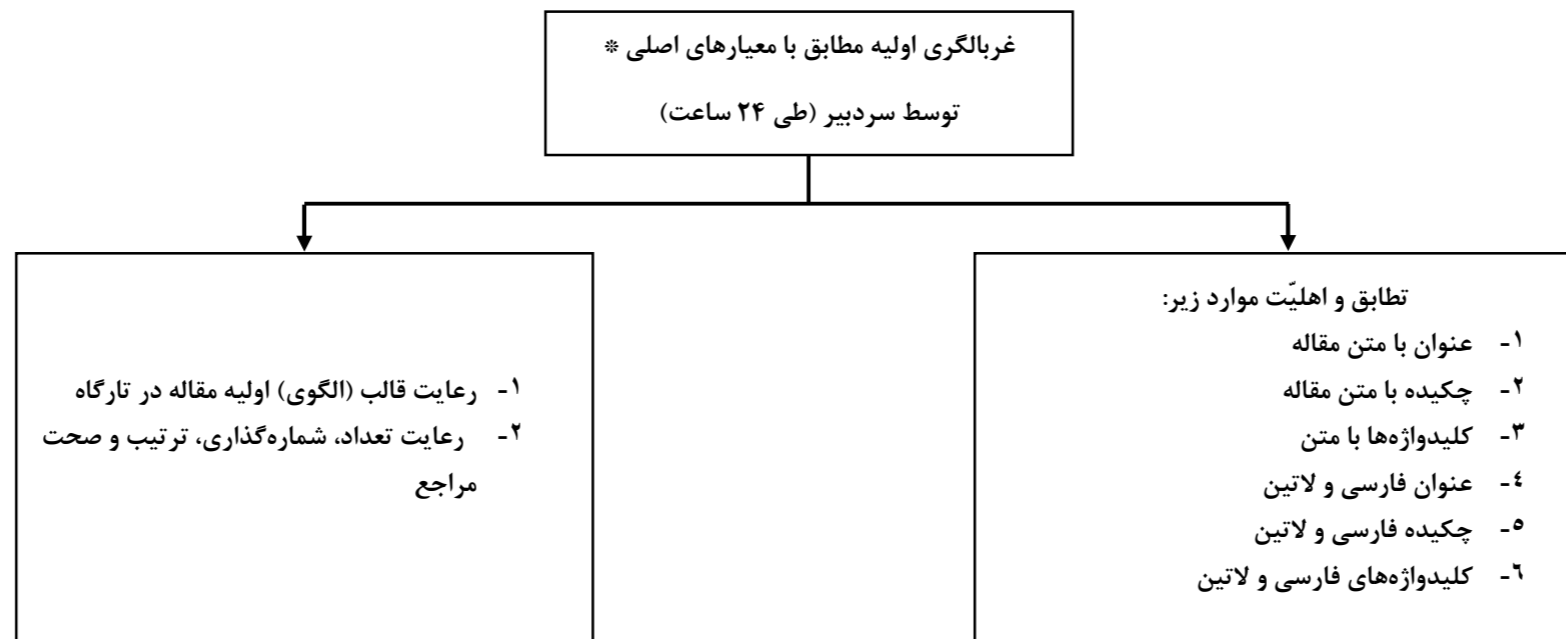 غربالگری اولیه مطابق با معیارهای اصلی *
توسط سردبیر (طی ۲۴ ساعت)
تطابق و اهلیّت موارد زیر:
۱- عنوان با متن مقاله
۲- چکیده با متن مقاله
۳- کلیدواژه‌ها با متن
٤- عنوان فارسی و لاتین
٥- چکیده فارسی و لاتین
٦- کلیدواژه‌های فارسی و لاتین
۱- رعایت قالب (الگوی) اولیه مقاله در تارگاه
۲- رعایت تعداد، شماره‌گذاری، ترتیب و صحت
مراجع